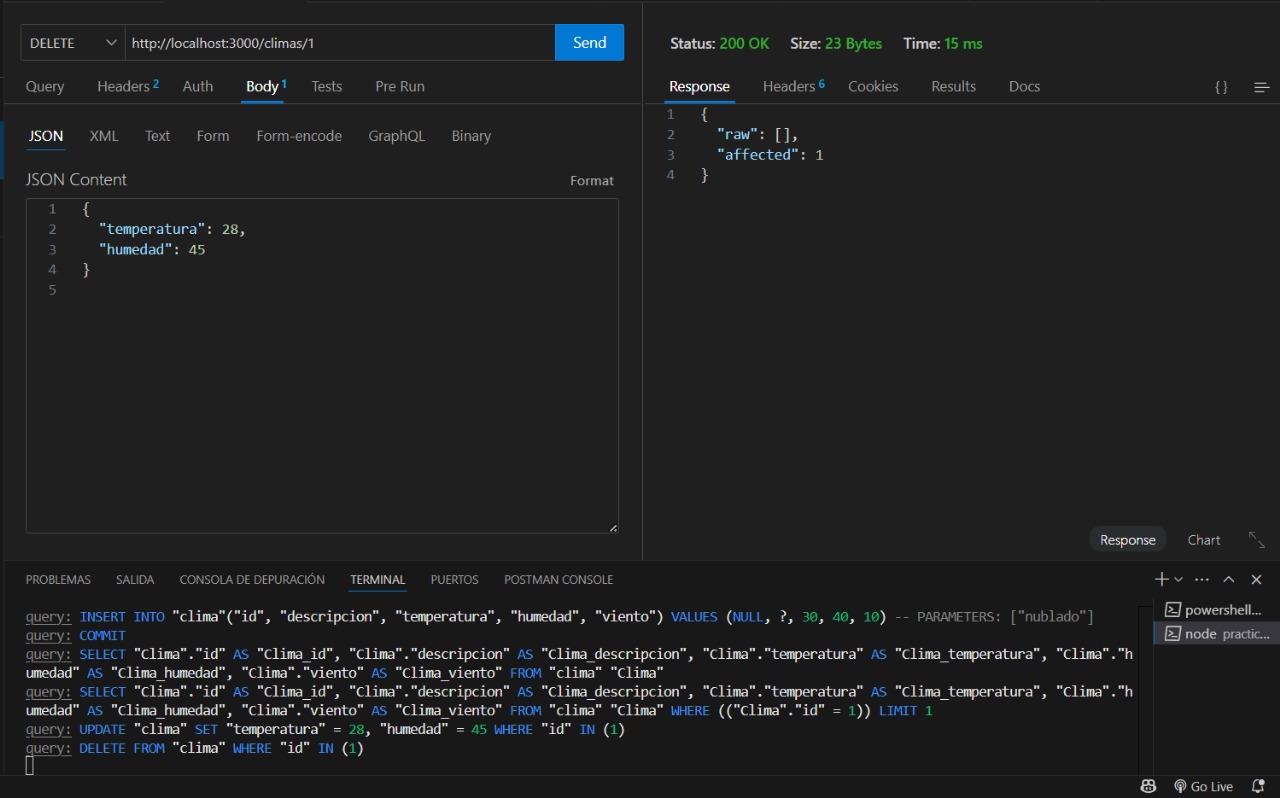 DELETE http://localhost:3000/climas/1 Send
Query Headers 2 Auth Body 1 Tests Pre Run
JSON XML Text Form Form-encode GraphQL Binary
JSON Content Format
1 {
2 "temperatura": 28,
3 "humedad": 45
4 }
5
Status: 200 OK Size: 23 Bytes Time: 15 ms
Response Headers 6 Cookies Results Docs { }
1 {
2 "raw": [],
3 "affected": 1
4 }
Response Chart
PROBLEMAS SALIDA CONSOLA DE DEPURACIÓN TERMINAL PUERTOS POSTMAN CONSOLE
query: INSERT INTO "clima"("id", "descripcion", "temperatura", "humedad", "viento") VALUES (NULL, ?, 30, 40, 10) -- PARAMETERS: ["nublado"]
query: COMMIT
query: SELECT "Clima"."id" AS "Clima_id", "Clima"."descripcion" AS "Clima_descripcion", "Clima"."temperatura" AS "Clima_temperatura", "Clima"."h
umedad" AS "Clima_humedad", "Clima"."viento" AS "Clima_viento" FROM "clima" "Clima"
query: SELECT "Clima"."id" AS "Clima_id", "Clima"."descripcion" AS "Clima_descripcion", "Clima"."temperatura" AS "Clima_temperatura", "Clima"."h
umedad" AS "Clima_humedad", "Clima"."viento" AS "Clima_viento" FROM "clima" "Clima" WHERE (("Clima"."id" = 1)) LIMIT 1
query: UPDATE "clima" SET "temperatura" = 28, "humedad" = 45 WHERE "id" IN (1)
query: DELETE FROM "clima" WHERE "id" IN (1)
powershell...
node practic...
Go Live